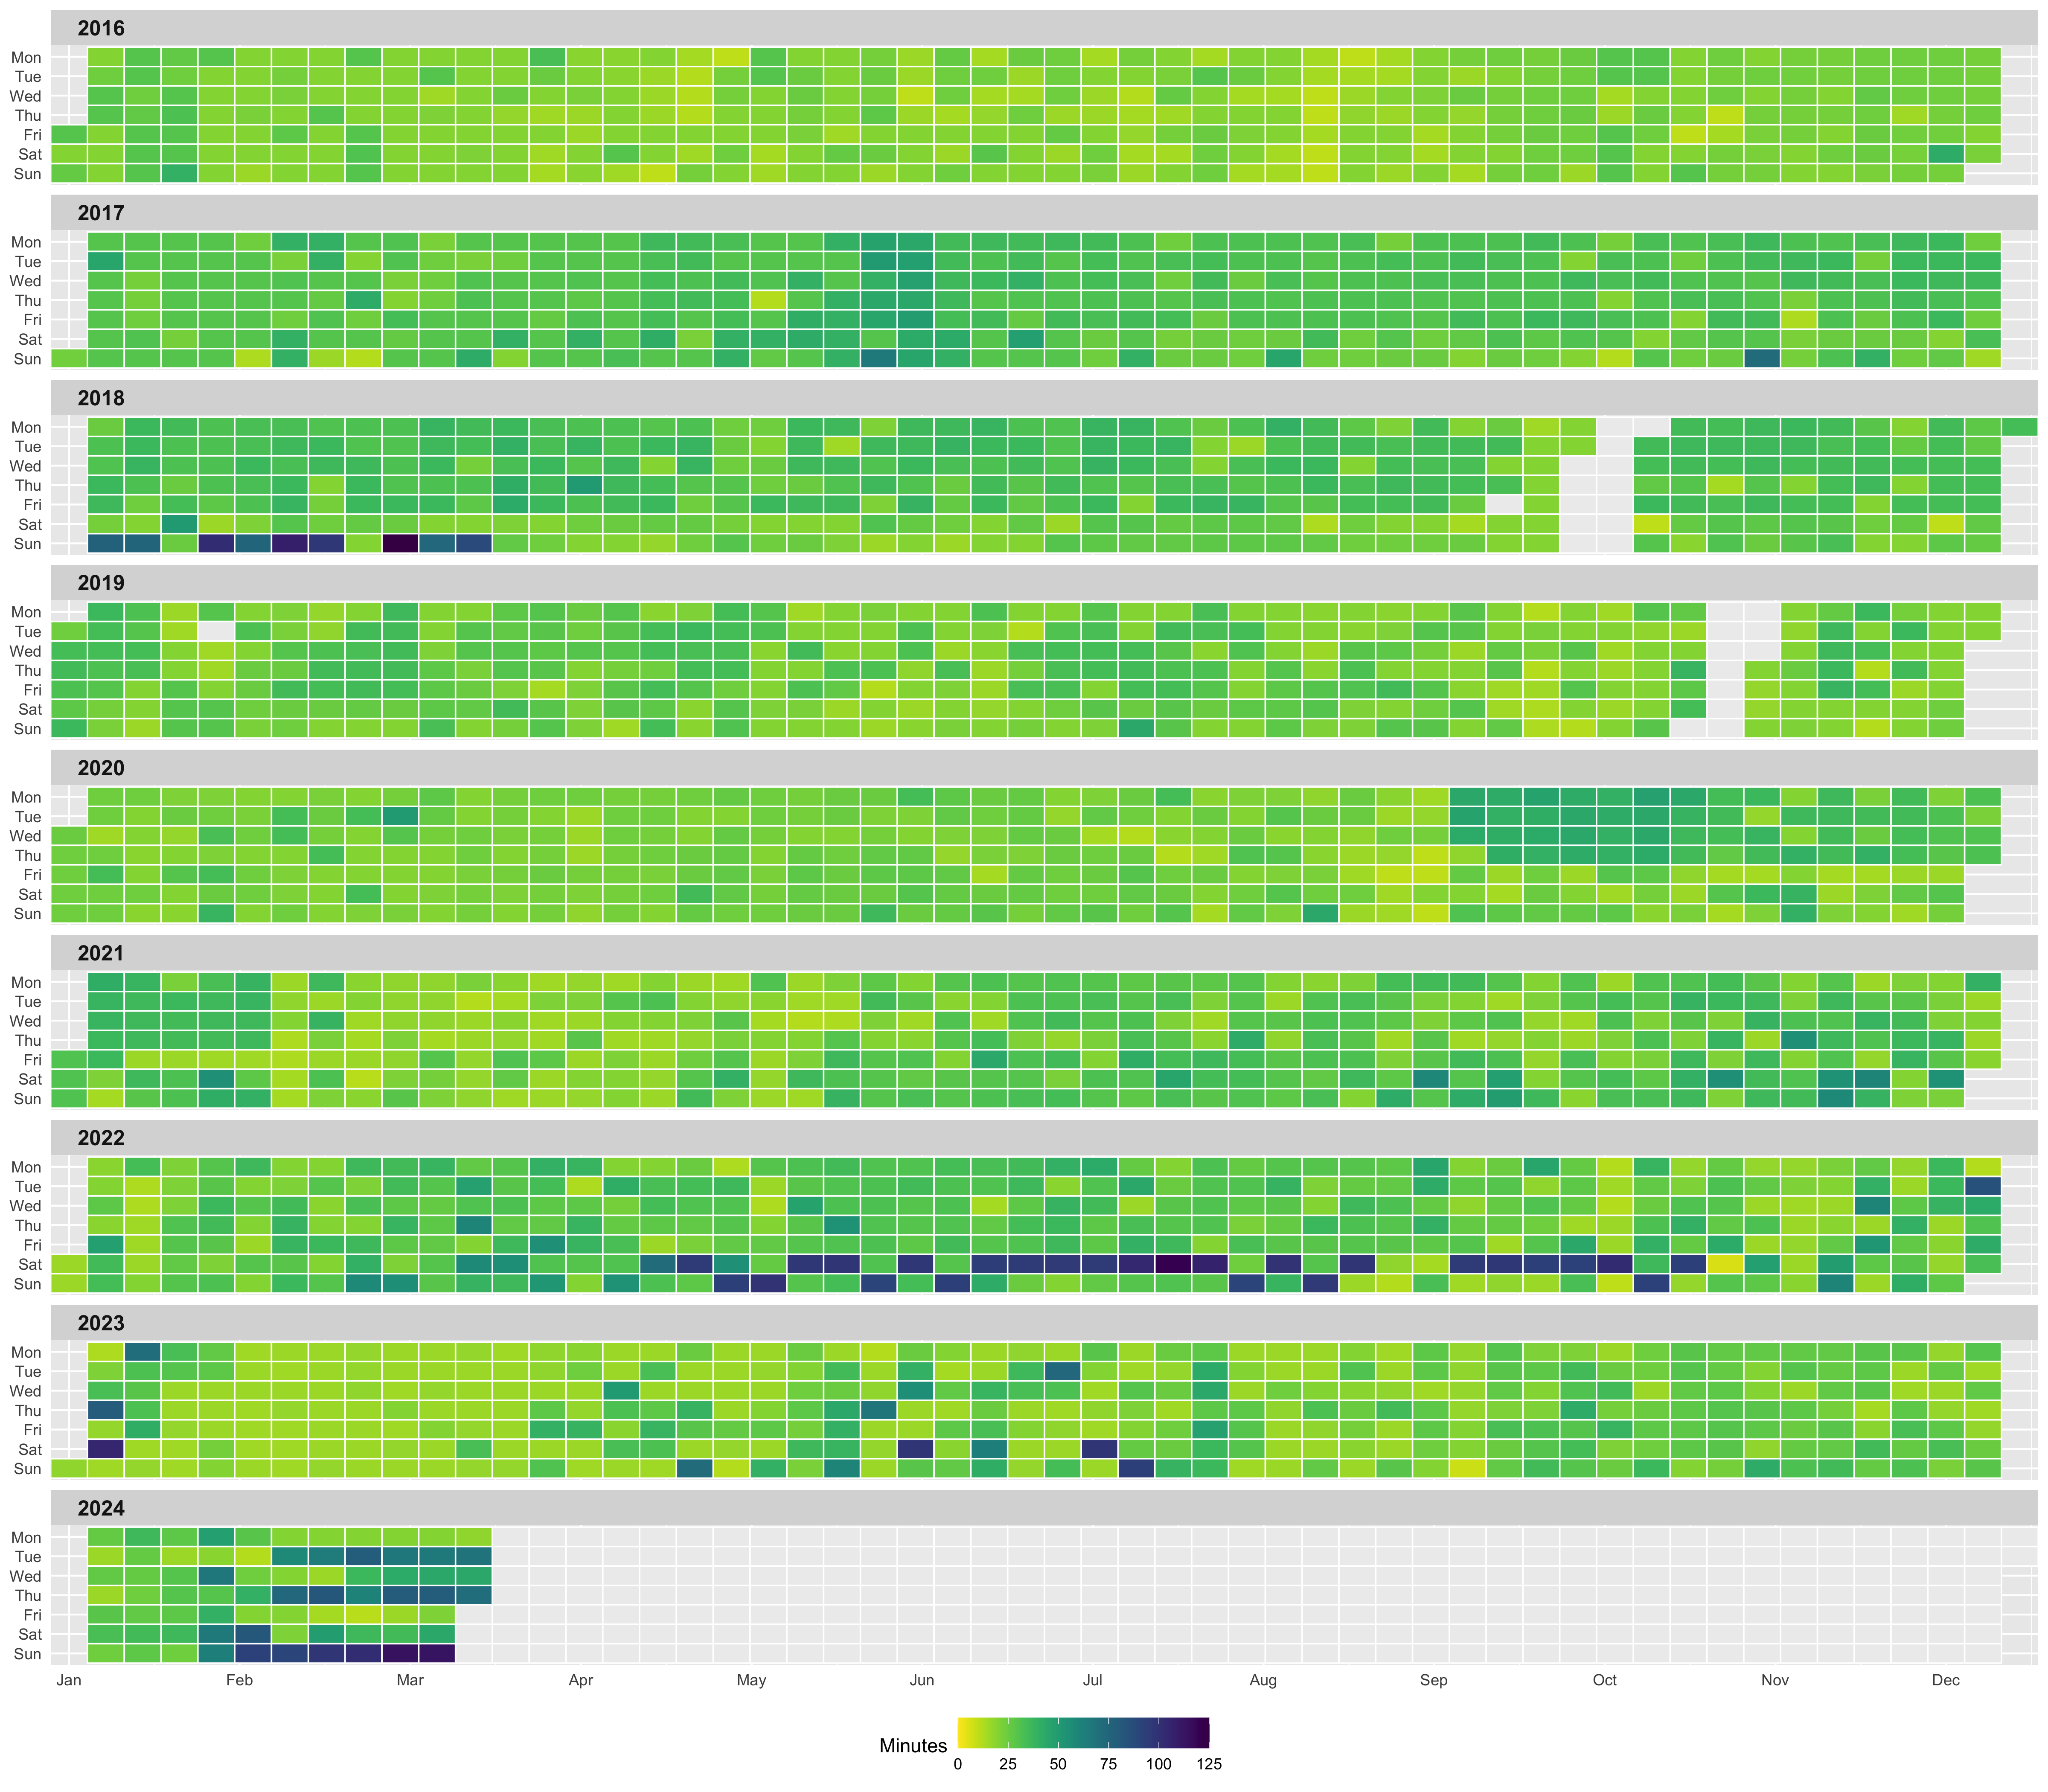 2016
Mon
Tue
Wed
Thu
Fri
Sat
Sun
2017
Mon
Tue
Wed
Thu
Fri
Sat
Sun
2018
Mon
Tue
Wed
Thu
Fri
Sat
Sun
2019
Mon
Tue
Wed
Thu
Fri
Sat
Sun
2020
Mon
Tue
Wed
Thu
Fri
Sat
Sun
2021
Mon
Tue
Wed
Thu
Fri
Sat
Sun
2022
Mon
Tue
Wed
Thu
Fri
Sat
Sun
2023
Mon
Tue
Wed
Thu
Fri
Sat
Sun
2024
Mon
Tue
Wed
Thu
Fri
Sat
Sun
Jan Feb Mar Apr May Jun Jul Aug Sep Oct Nov Dec
Minutes
0 25 50 75 100 125